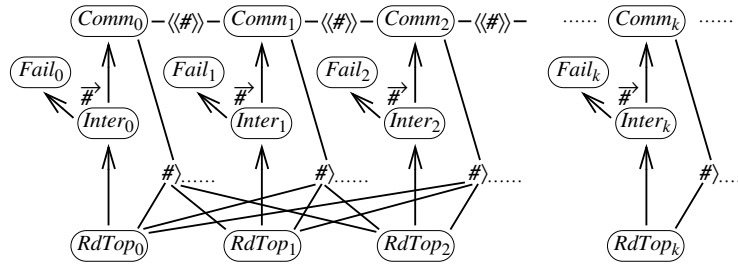 Comm₀ ⟪#⟫ Comm₁ ⟪#⟫ Comm₂ ⟪#⟫ ...... Commₖ ......
Fail₀ Fail₁ Fail₂ Failₖ
# # # #
Inter₀ Inter₁ Inter₂ Interₖ
#⟩...... #⟩...... #⟩...... #⟩...
RdTop₀ RdTop₁ RdTop₂ RdTopₖ